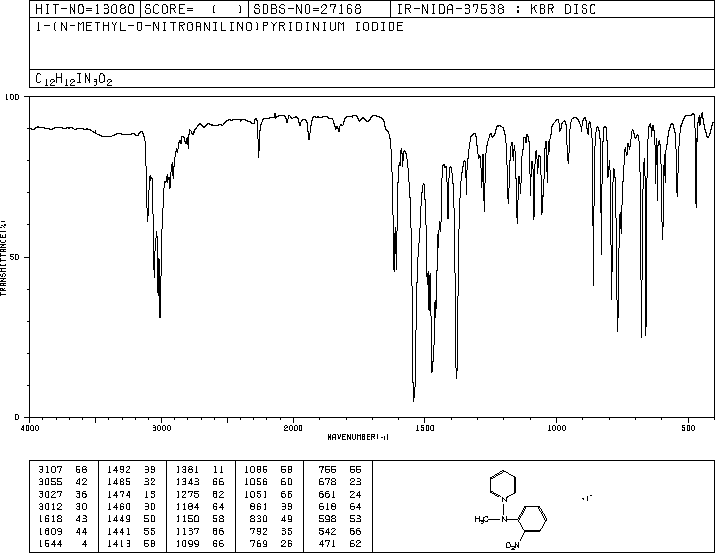 HIT-NO=13080 SCORE= ( ) SDBS-NO=27168 IR-NIDA-37538 : KBR DISC
1-(N-METHYL-O-NITROANILINO)PYRIDINIUM IODIDE
C12H12IN3O2
100
50
0
TRANSMITTANCE(%)
4000 3000 2000 1500 1000 500
WAVENUMBER(-1)
3107 58 1492 39 1381 11 1086 58 756 55
3055 42 1485 32 1343 66 1056 60 678 23
3027 36 1474 15 1275 62 1051 66 661 24
3012 30 1460 30 1184 64 861 39 618 64
1618 43 1449 50 1150 58 830 49 598 53
1609 44 1441 55 1137 66 792 35 542 66
1544 4 1413 58 1099 66 769 26 471 62
N
H3C N
NO2
I-